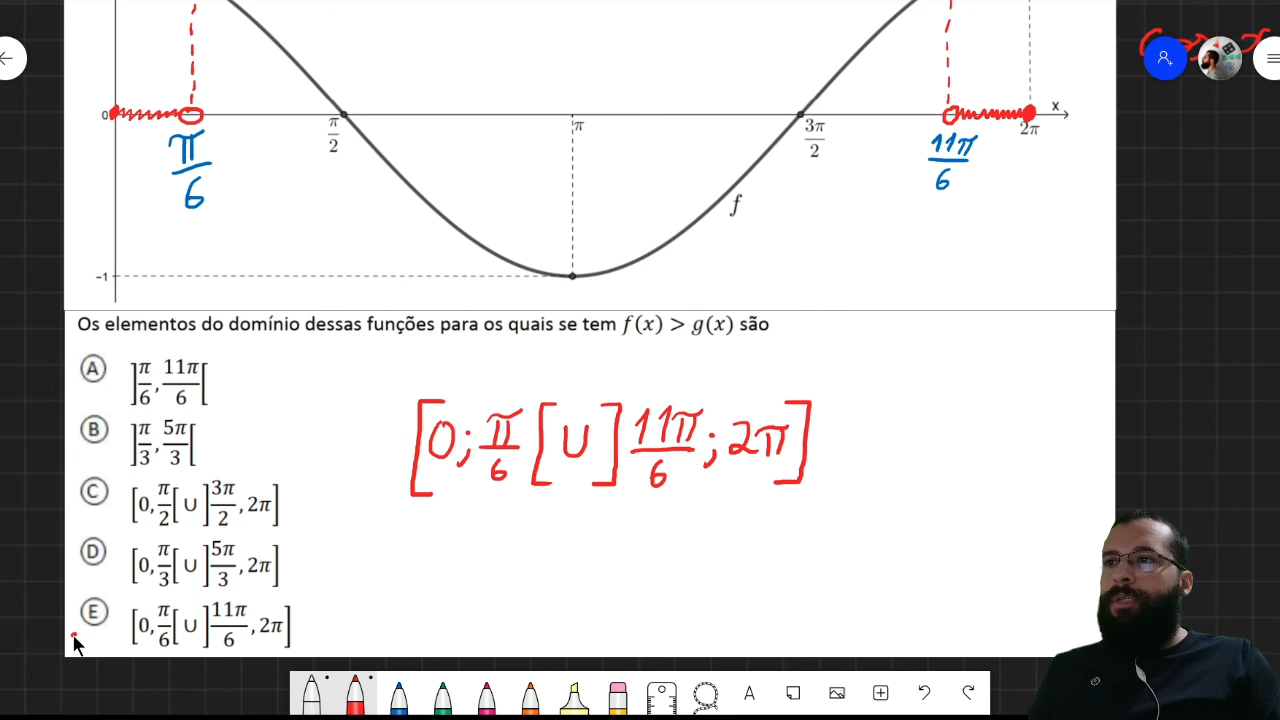 0
x
π/2
π
3π/2
2π
π/6
11π/6
f
-1
Os elementos do domínio dessas funções para os quais se tem f(x) > g(x) são
A ]π/6, 11π/6[
B ]π/3, 5π/3[
C [0, π/2[ ∪ ]3π/2, 2π]
D [0, π/3[ ∪ ]5π/3, 2π]
E [0, π/6[ ∪ ]11π/6, 2π]
[0; π/6[ U ]11π/6; 2π]
A